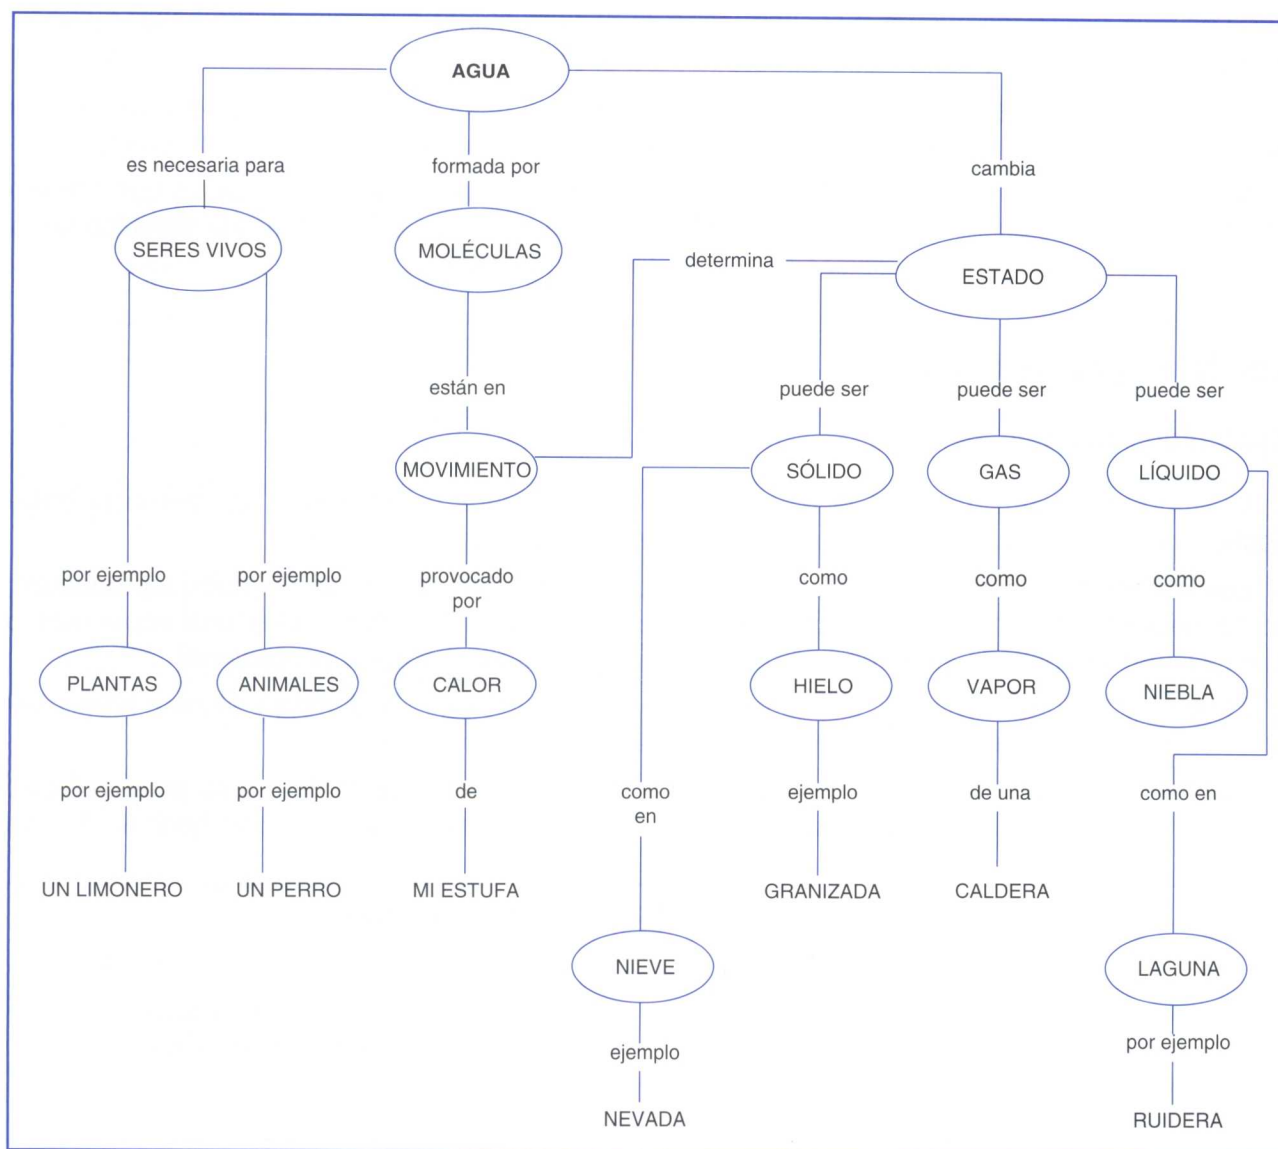 AGUA
es necesaria para
formada por
cambia
SERES VIVOS
MOLÉCULAS
determina
ESTADO
están en
puede ser
puede ser
puede ser
MOVIMIENTO
SÓLIDO
GAS
LÍQUIDO
por ejemplo
por ejemplo
provocado
por
como
como
como
PLANTAS
ANIMALES
CALOR
HIELO
VAPOR
NIEBLA
por ejemplo
por ejemplo
de
como
en
ejemplo
de una
como en
UN LIMONERO
UN PERRO
MI ESTUFA
GRANIZADA
CALDERA
NIEVE
LAGUNA
ejemplo
por ejemplo
NEVADA
RUIDERA